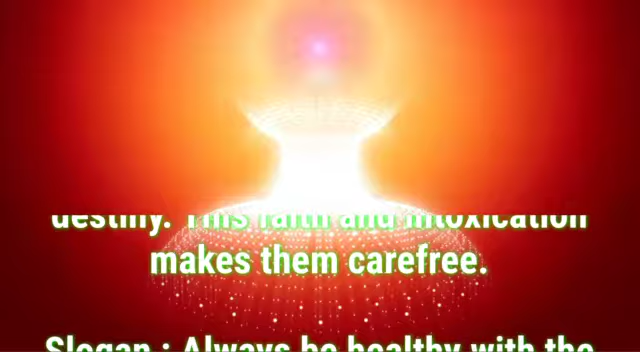 destiny. This faith and intoxication
makes them carefree.
Slogan : Always be healthy with the